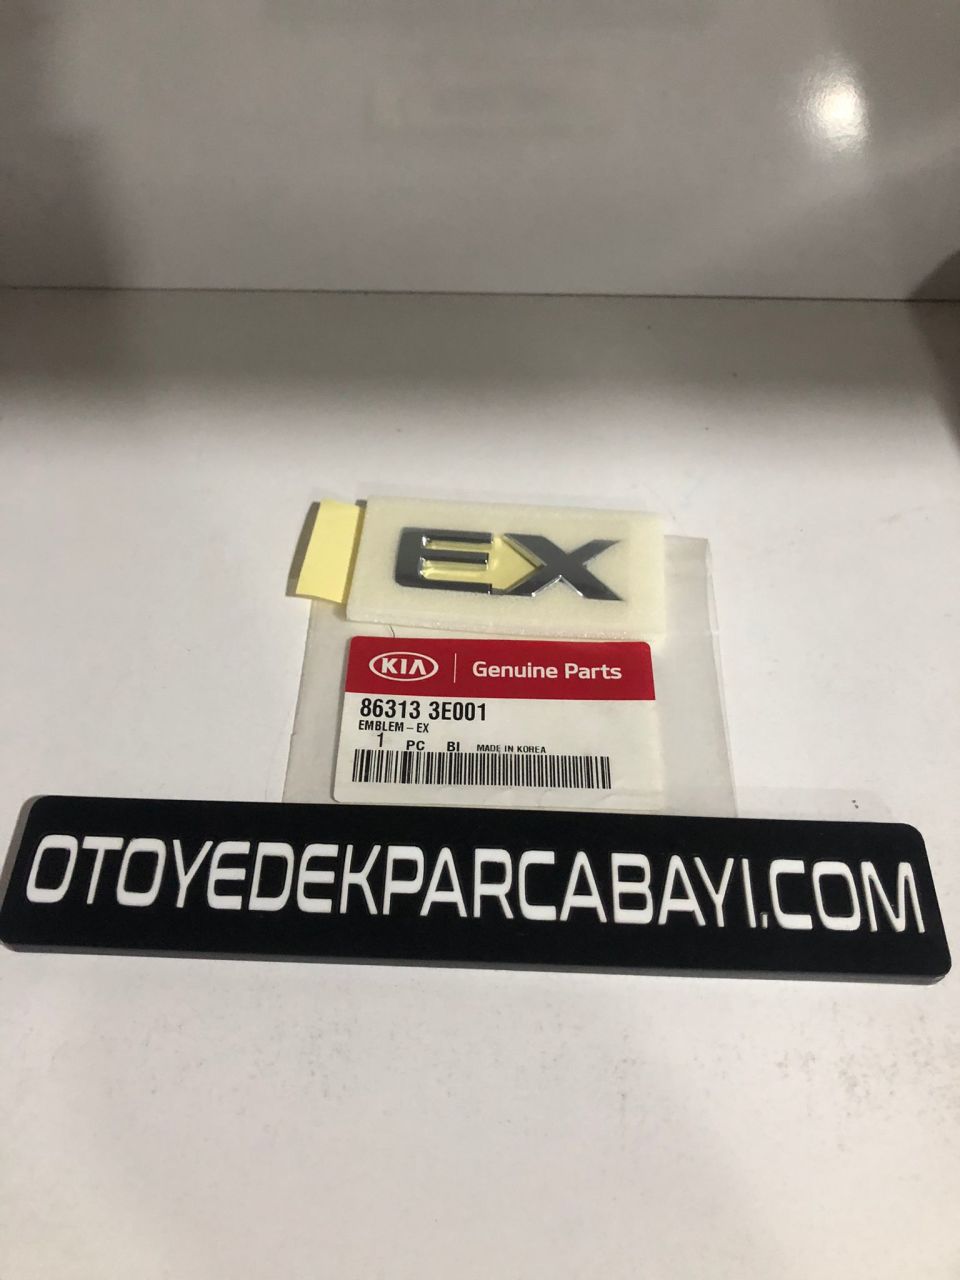 EX
KIA Genuine Parts
86313 3E001
EMBLEM - EX
1 PC BI MADE IN KOREA
OTOYEDEKPARCABAYI.COM